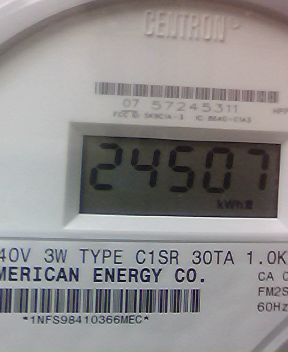 CENTRON®
07 57245311
24507
kWh
40V 3W TYPE C1SR 30TA 1.0K
MERICAN ENERGY CO.
CA
FM2S
60Hz
*1NFS98410366MEC*